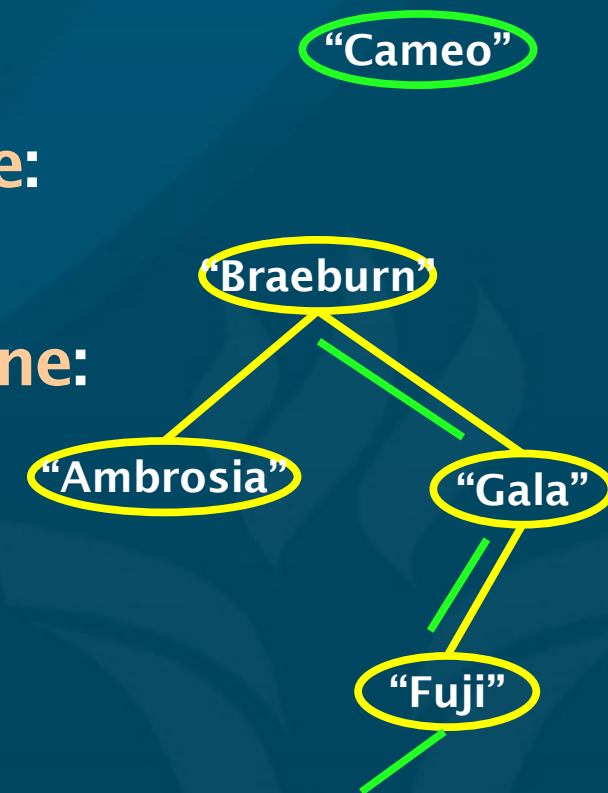 “Cameo”
e:
“Braeburn”
ne:
“Ambrosia”
“Gala”
“Fuji”